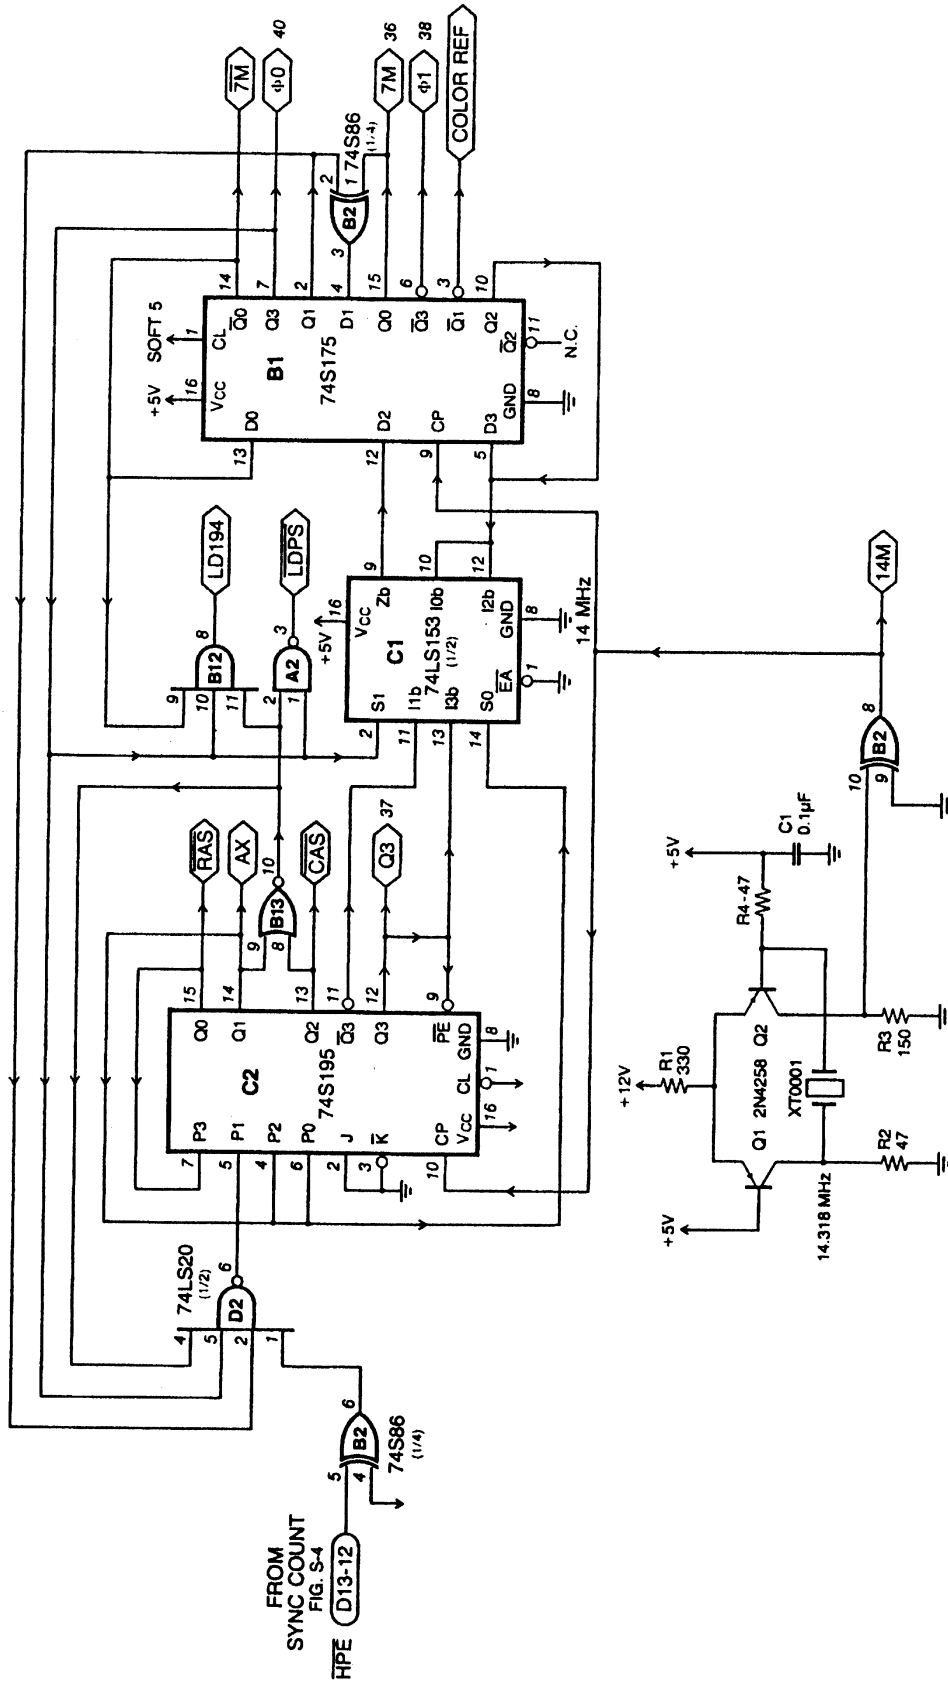 FROM
SYNC COUNT
FIG. S-4
HPE
D13-12
5
4
B2
6
74S86
(1/4)
74LS20
(1/2)
4
5
2
1
D2
6
C2
74S195
P3
P1
P2
P0
J
K
CP
VCC
CL
GND
Q0
Q1
Q2
Q3
Q3
PE
7
5
4
6
2
3
10
16
1
8
15
14
13
11
12
9
RAS
AX
CAS
Q3
37
9
8
B13
10
9
10
11
B12
8
LD194
2
1
A2
3
LDPS
+5V
16
VCC
C1
74LS153
(1/2)
S1
I1b
I3b
S0
EA
GND
Zb
I0b
I2b
2
11
13
14
1
8
9
10
12
14 MHz
+5V
16
VCC
SOFT 5
1
CL
B1
74S175
D0
D2
CP
D3
GND
Q2
Q0
Q3
Q1
D1
Q0
Q3
Q1
Q2
13
12
9
5
8
11
N.C.
14
7
2
4
15
6
3
10
3
B2
2
1
74S86
(1/4)
7M
Φ0
40
7M
36
Φ1
38
COLOR REF
+5V
14.318 MHz
Q1
2N4258
Q2
XT0001
+12V
R1
330
R2
47
R3
150
R4-47
+5V
C1
0.1µF
10
9
B2
8
14M